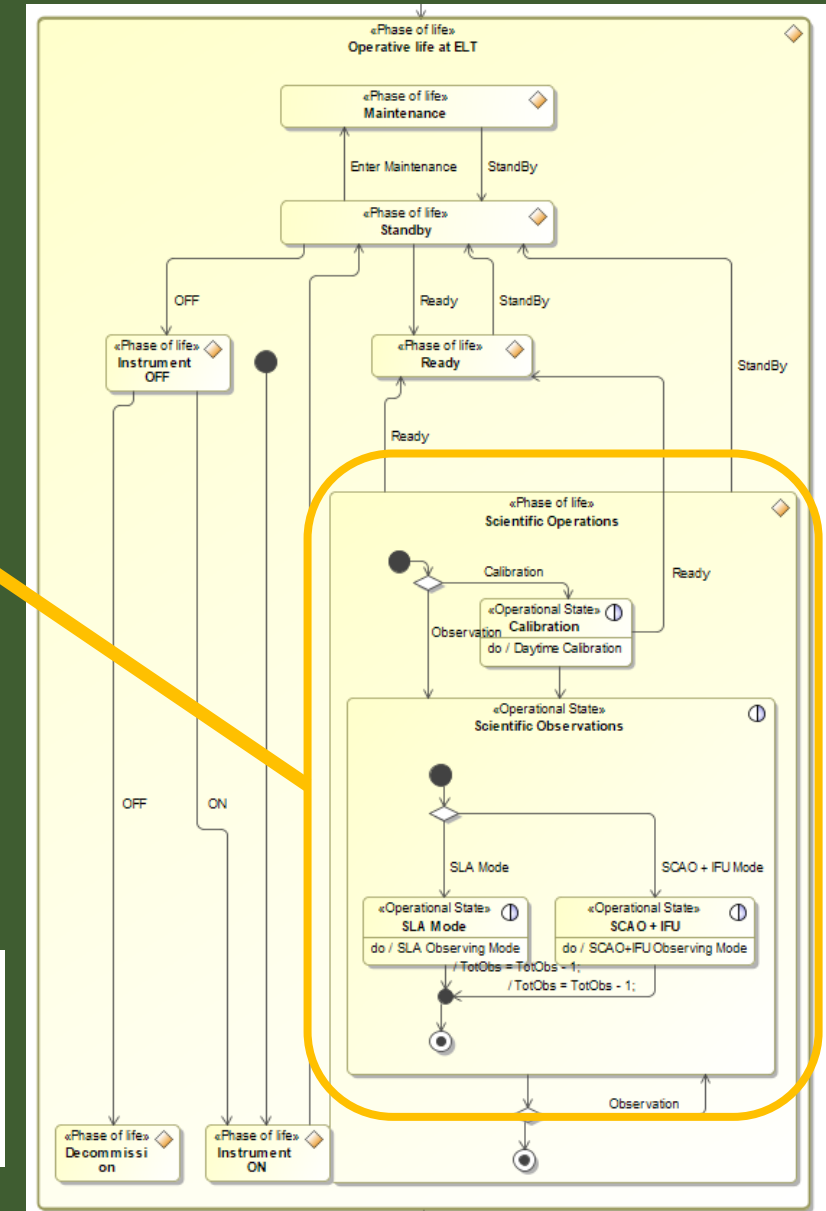 «Phase of life»
Operative life at ELT
«Phase of life»
Maintenance
Enter Maintenance
StandBy
«Phase of life»
Standby
OFF
Ready
StandBy
«Phase of life»
Instrument
OFF
«Phase of life»
Ready
StandBy
Ready
«Phase of life»
Scientific Operations
Calibration
Ready
«Operational State»
Calibration
do / Daytime Calibration
Observation
«Operational State»
Scientific Observations
OFF
ON
SLA Mode
SCAO + IFU Mode
«Operational State»
SLA Mode
do / SLA Observing Mode
«Operational State»
SCAO + IFU
do / SCAO+IFU Observing Mode
/ TotObs = TotObs - 1;
/ TotObs = TotObs - 1;
Observation
«Phase of life»
Decommissi
on
«Phase of life»
Instrument
ON